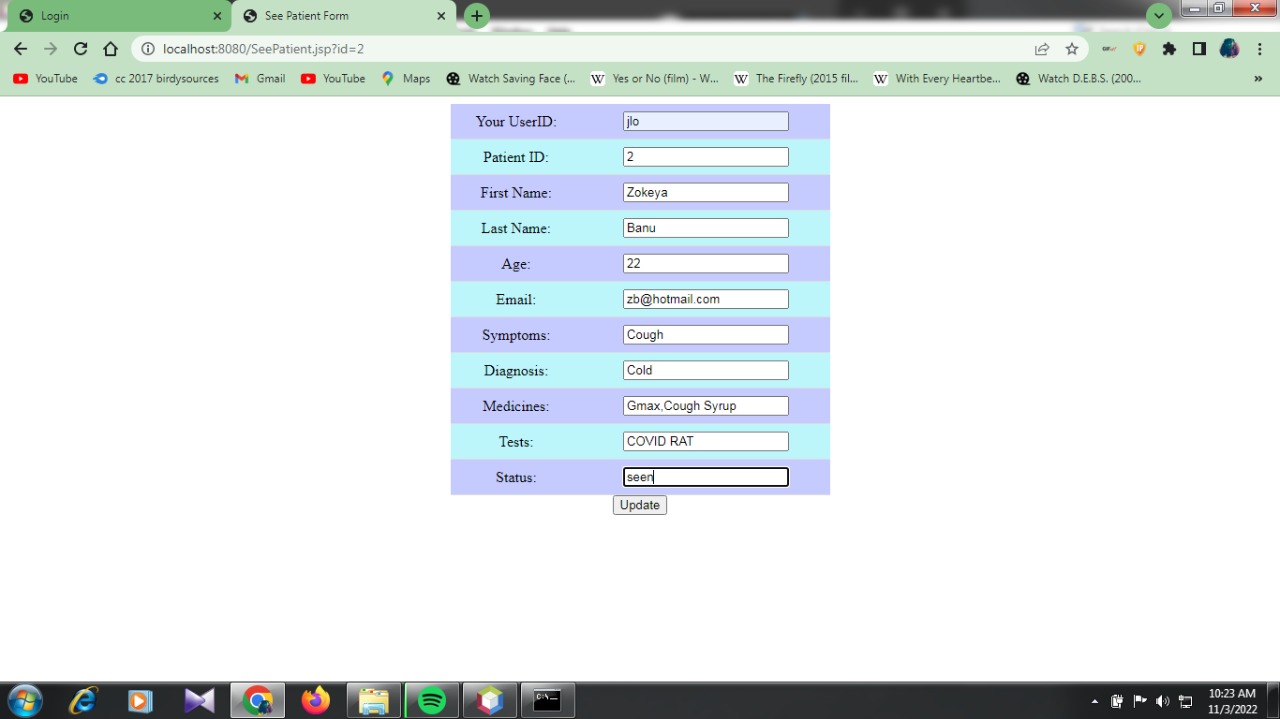 Login
See Patient Form
localhost:8080/SeePatient.jsp?id=2
YouTube
cc 2017 birdysources
Gmail
YouTube
Maps
Watch Saving Face (...
Yes or No (film) - W...
The Firefly (2015 fil...
With Every Heartbe...
Watch D.E.B.S. (200...
Your UserID: jlo
Patient ID: 2
First Name: Zokeya
Last Name: Banu
Age: 22
Email: zb@hotmail.com
Symptoms: Cough
Diagnosis: Cold
Medicines: Gmax,Cough Syrup
Tests: COVID RAT
Status: seen
Update
10:23 AM
11/3/2022